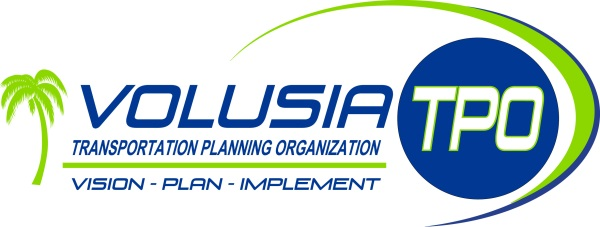 VOLUSIA
TPO
TRANSPORTATION PLANNING ORGANIZATION
VISION - PLAN - IMPLEMENT